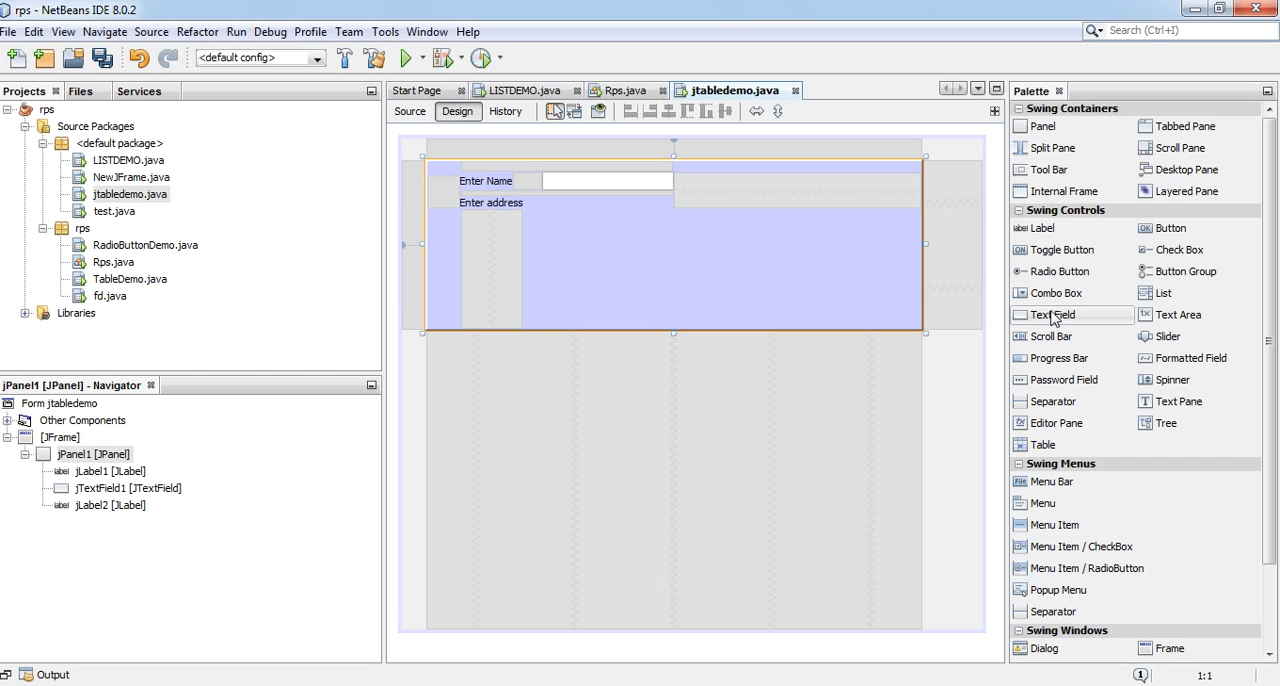 rps - NetBeans IDE 8.0.2
File Edit View Navigate Source Refactor Run Debug Profile Team Tools Window Help
Search (Ctrl+I)
<default config>
Projects Files Services
Start Page LISTDEMO.java Rps.java jtabledemo.java
Palette
Source Design History
rps
Source Packages
<default package>
LISTDEMO.java
NewJFrame.java
jtabledemo.java
test.java
rps
RadioButtonDemo.java
Rps.java
TableDemo.java
fd.java
Libraries
jPanel1 [JPanel] - Navigator
Form jtabledemo
Other Components
[JFrame]
jPanel1 [JPanel]
label jLabel1 [JLabel]
jTextField1 [JTextField]
label jLabel2 [JLabel]
Enter Name
Enter address
Swing Containers
Panel Tabbed Pane
Split Pane Scroll Pane
Tool Bar Desktop Pane
Internal Frame Layered Pane
Swing Controls
label Label OK Button
ON Toggle Button Check Box
Radio Button Button Group
Combo Box List
Text Field Text Area
Scroll Bar Slider
Progress Bar Formatted Field
Password Field Spinner
Separator Text Pane
Editor Pane Tree
Table
Swing Menus
File Menu Bar
Menu
Menu Item
Menu Item / CheckBox
Menu Item / RadioButton
Popup Menu
Separator
Swing Windows
Dialog Frame
Output
1
1:1